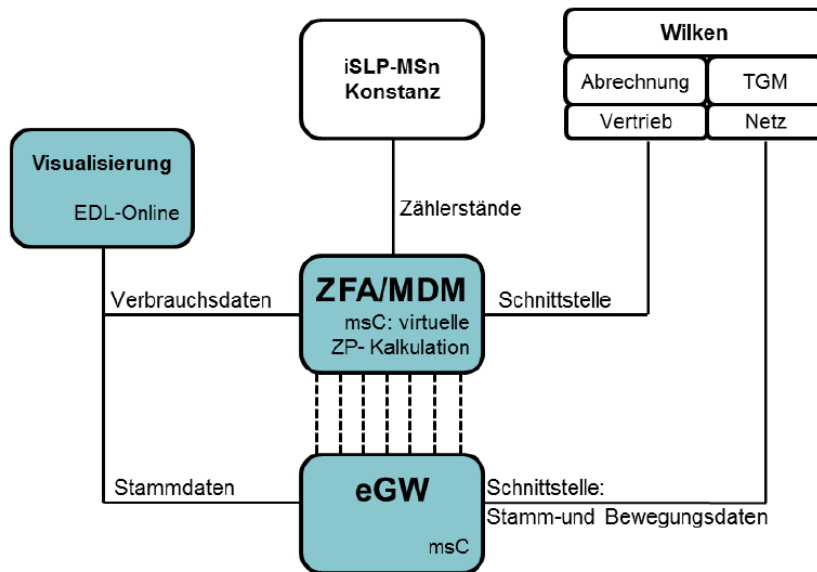 Wilken
Abrechnung
TGM
Vertrieb
Netz
iSLP-MSn
Konstanz
Visualisierung
EDL-Online
Zählerstände
Verbrauchsdaten
ZFA/MDM
msC: virtuelle
ZP- Kalkulation
Schnittstelle
Stammdaten
eGW
msC
Schnittstelle:
Stamm-und Bewegungsdaten